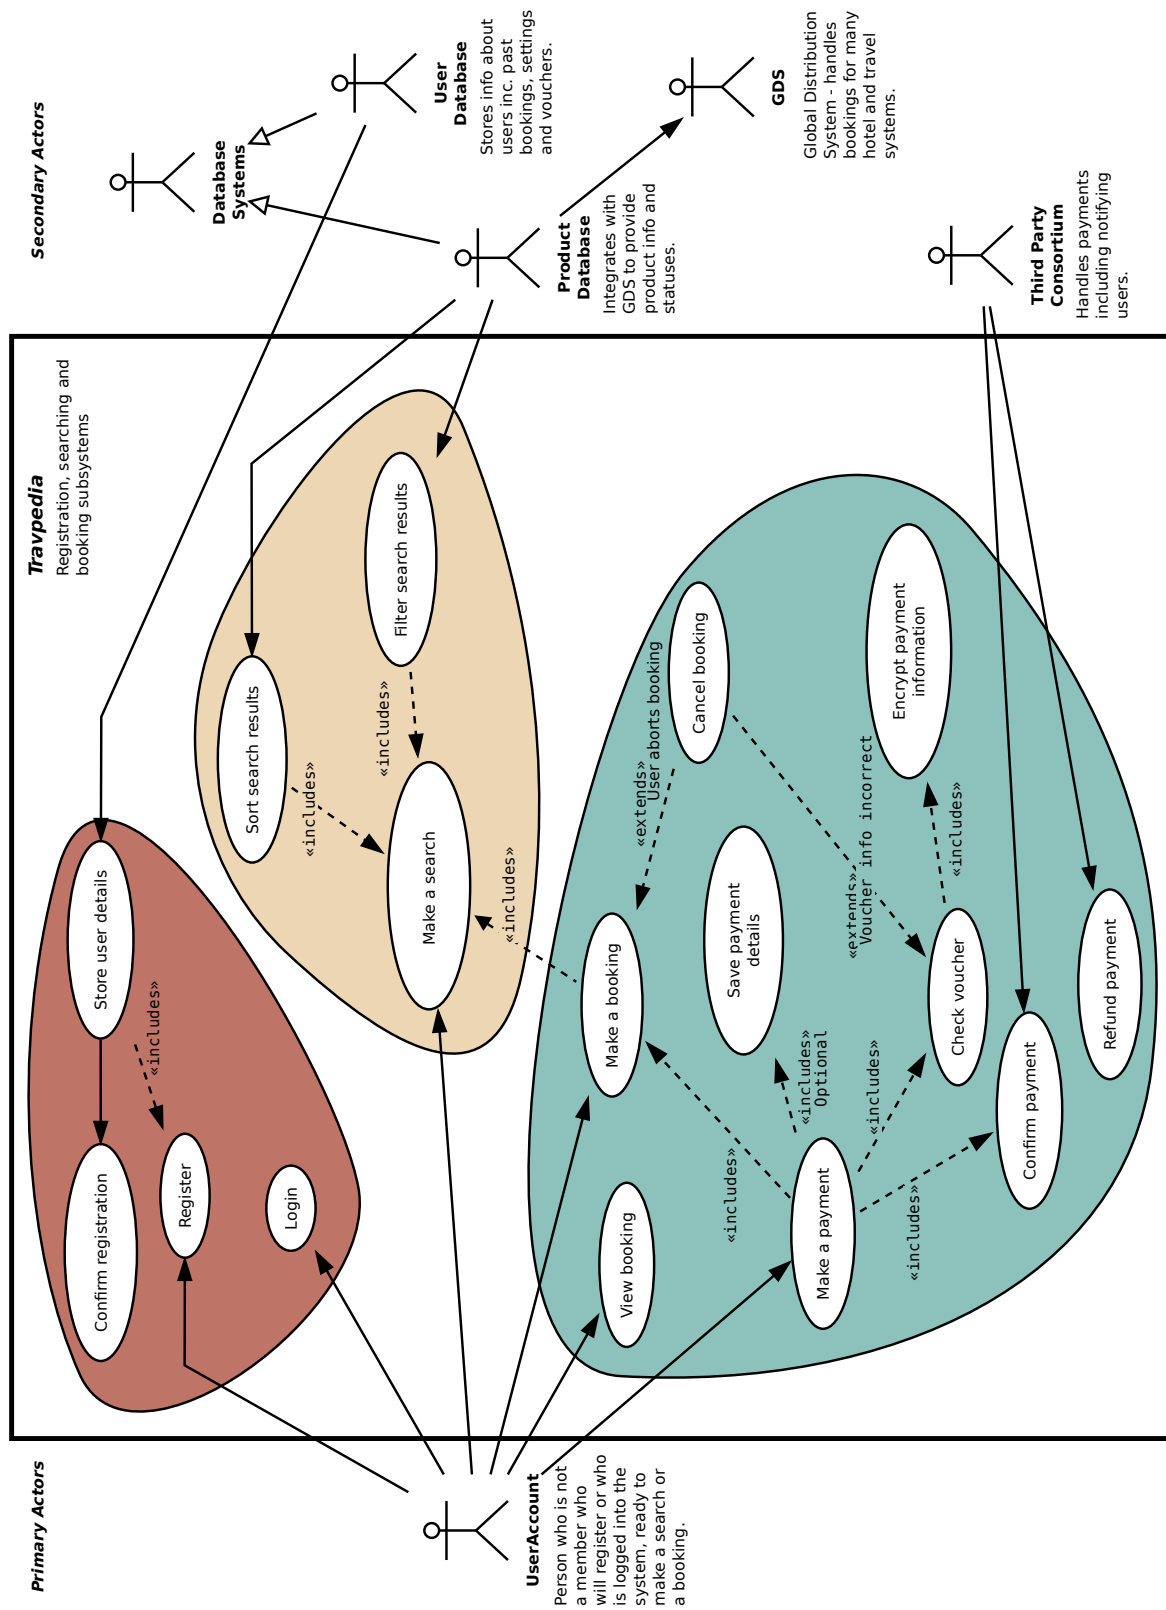 Primary Actors
Secondary Actors
Travpedia
Registration, searching and
booking subsystems
UserAccount
Person who is not
a member who
will register or who
is logged into the
system, ready to
make a search or
a booking.
Confirm registration
Store user details
«includes»
Register
Login
Sort search results
«includes»
Filter search results
«includes»
Make a search
«includes»
Make a booking
«extends»
User aborts booking
Cancel booking
View booking
Save payment
details
«includes»
Optional
«includes»
Make a payment
«includes»
«includes»
«extends»
Voucher info incorrect
Encrypt payment
information
«includes»
Check voucher
Confirm payment
Refund payment
Database
Systems
User
Database
Stores info about
users inc. past
bookings, settings
and vouchers.
Product
Database
Integrates with
GDS to provide
product info and
statuses.
GDS
Global Distribution
System - handles
bookings for many
hotel and travel
systems.
Third Party
Consortium
Handles payments
including notifying
users.